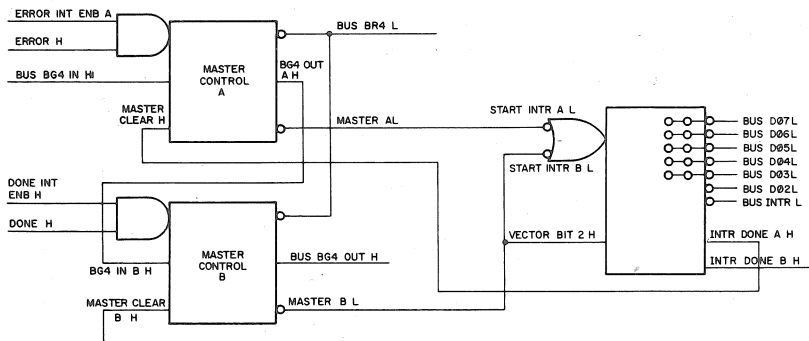 ERROR INT ENB A
ERROR H
BUS BG4 IN H
MASTER
CLEAR H
MASTER
CONTROL
A
BUS BR4 L
BG4 OUT
A H
MASTER AL
START INTR A L
START INTR B L
BUS D07L
BUS D06L
BUS D05L
BUS D04L
BUS D03L
BUS D02L
BUS INTR L
VECTOR BIT 2 H
INTR DONE A H
INTR DONE B H
DONE INT
ENB H
DONE H
BG4 IN B H
MASTER CLEAR
B H
MASTER
CONTROL
B
BUS BG4 OUT H
MASTER B L